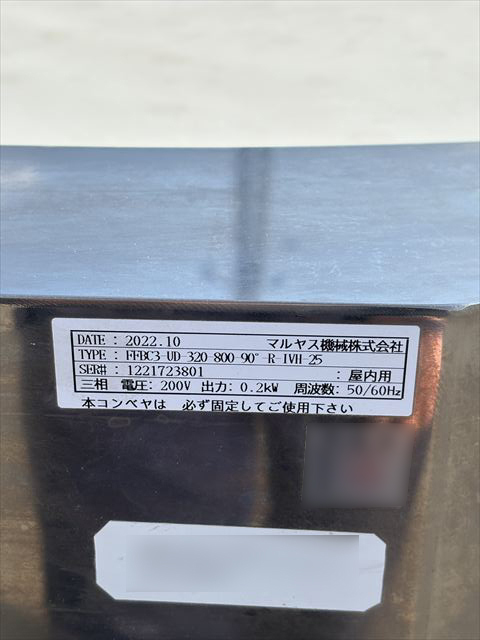 DATE : 2022.10 マルヤス機械株式会社
TYPE : FFBC3-UD-320-800-90°-R-IVH-25
SER# : 1221723801 : 屋内用
三相 電圧: 200V 出力: 0.2kW 周波数: 50/60Hz
本コンベヤは 必ず固定してご使用下さい